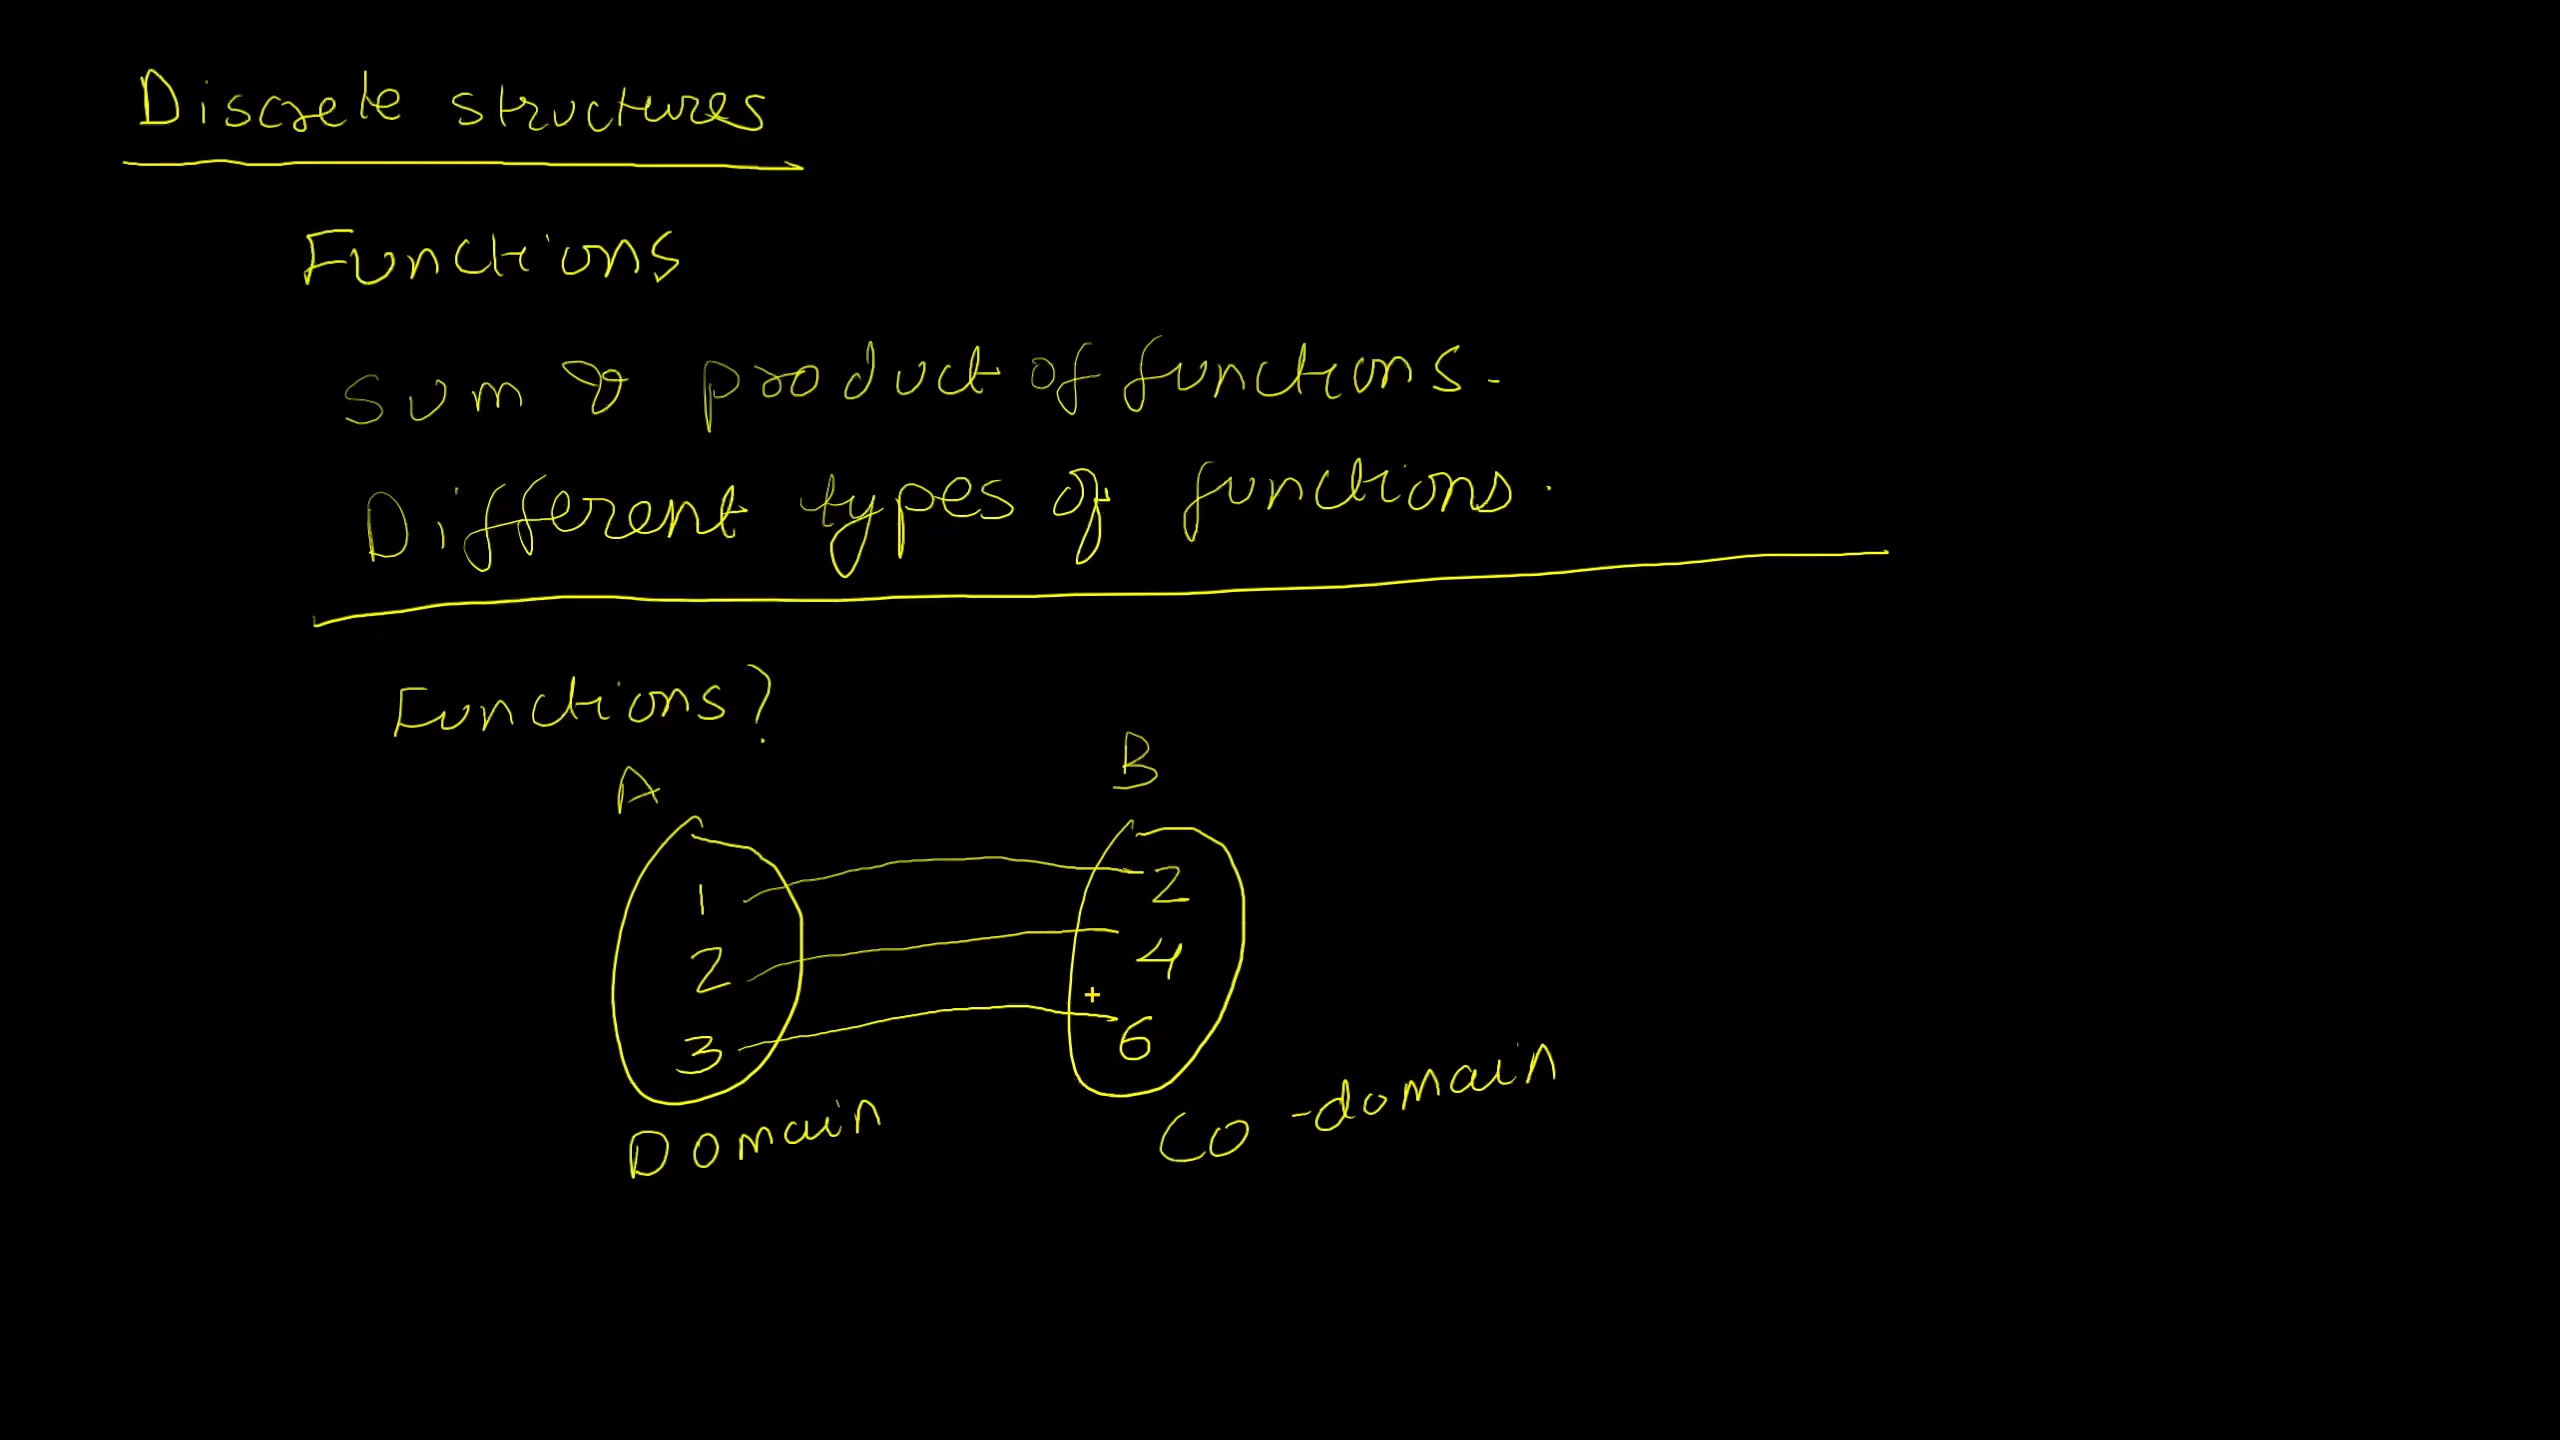 Discrete structures
Functions
Sum & product of functions.
Different types of functions.
Functions?
A B
1 2
2 4
3 6
Domain Co-domain